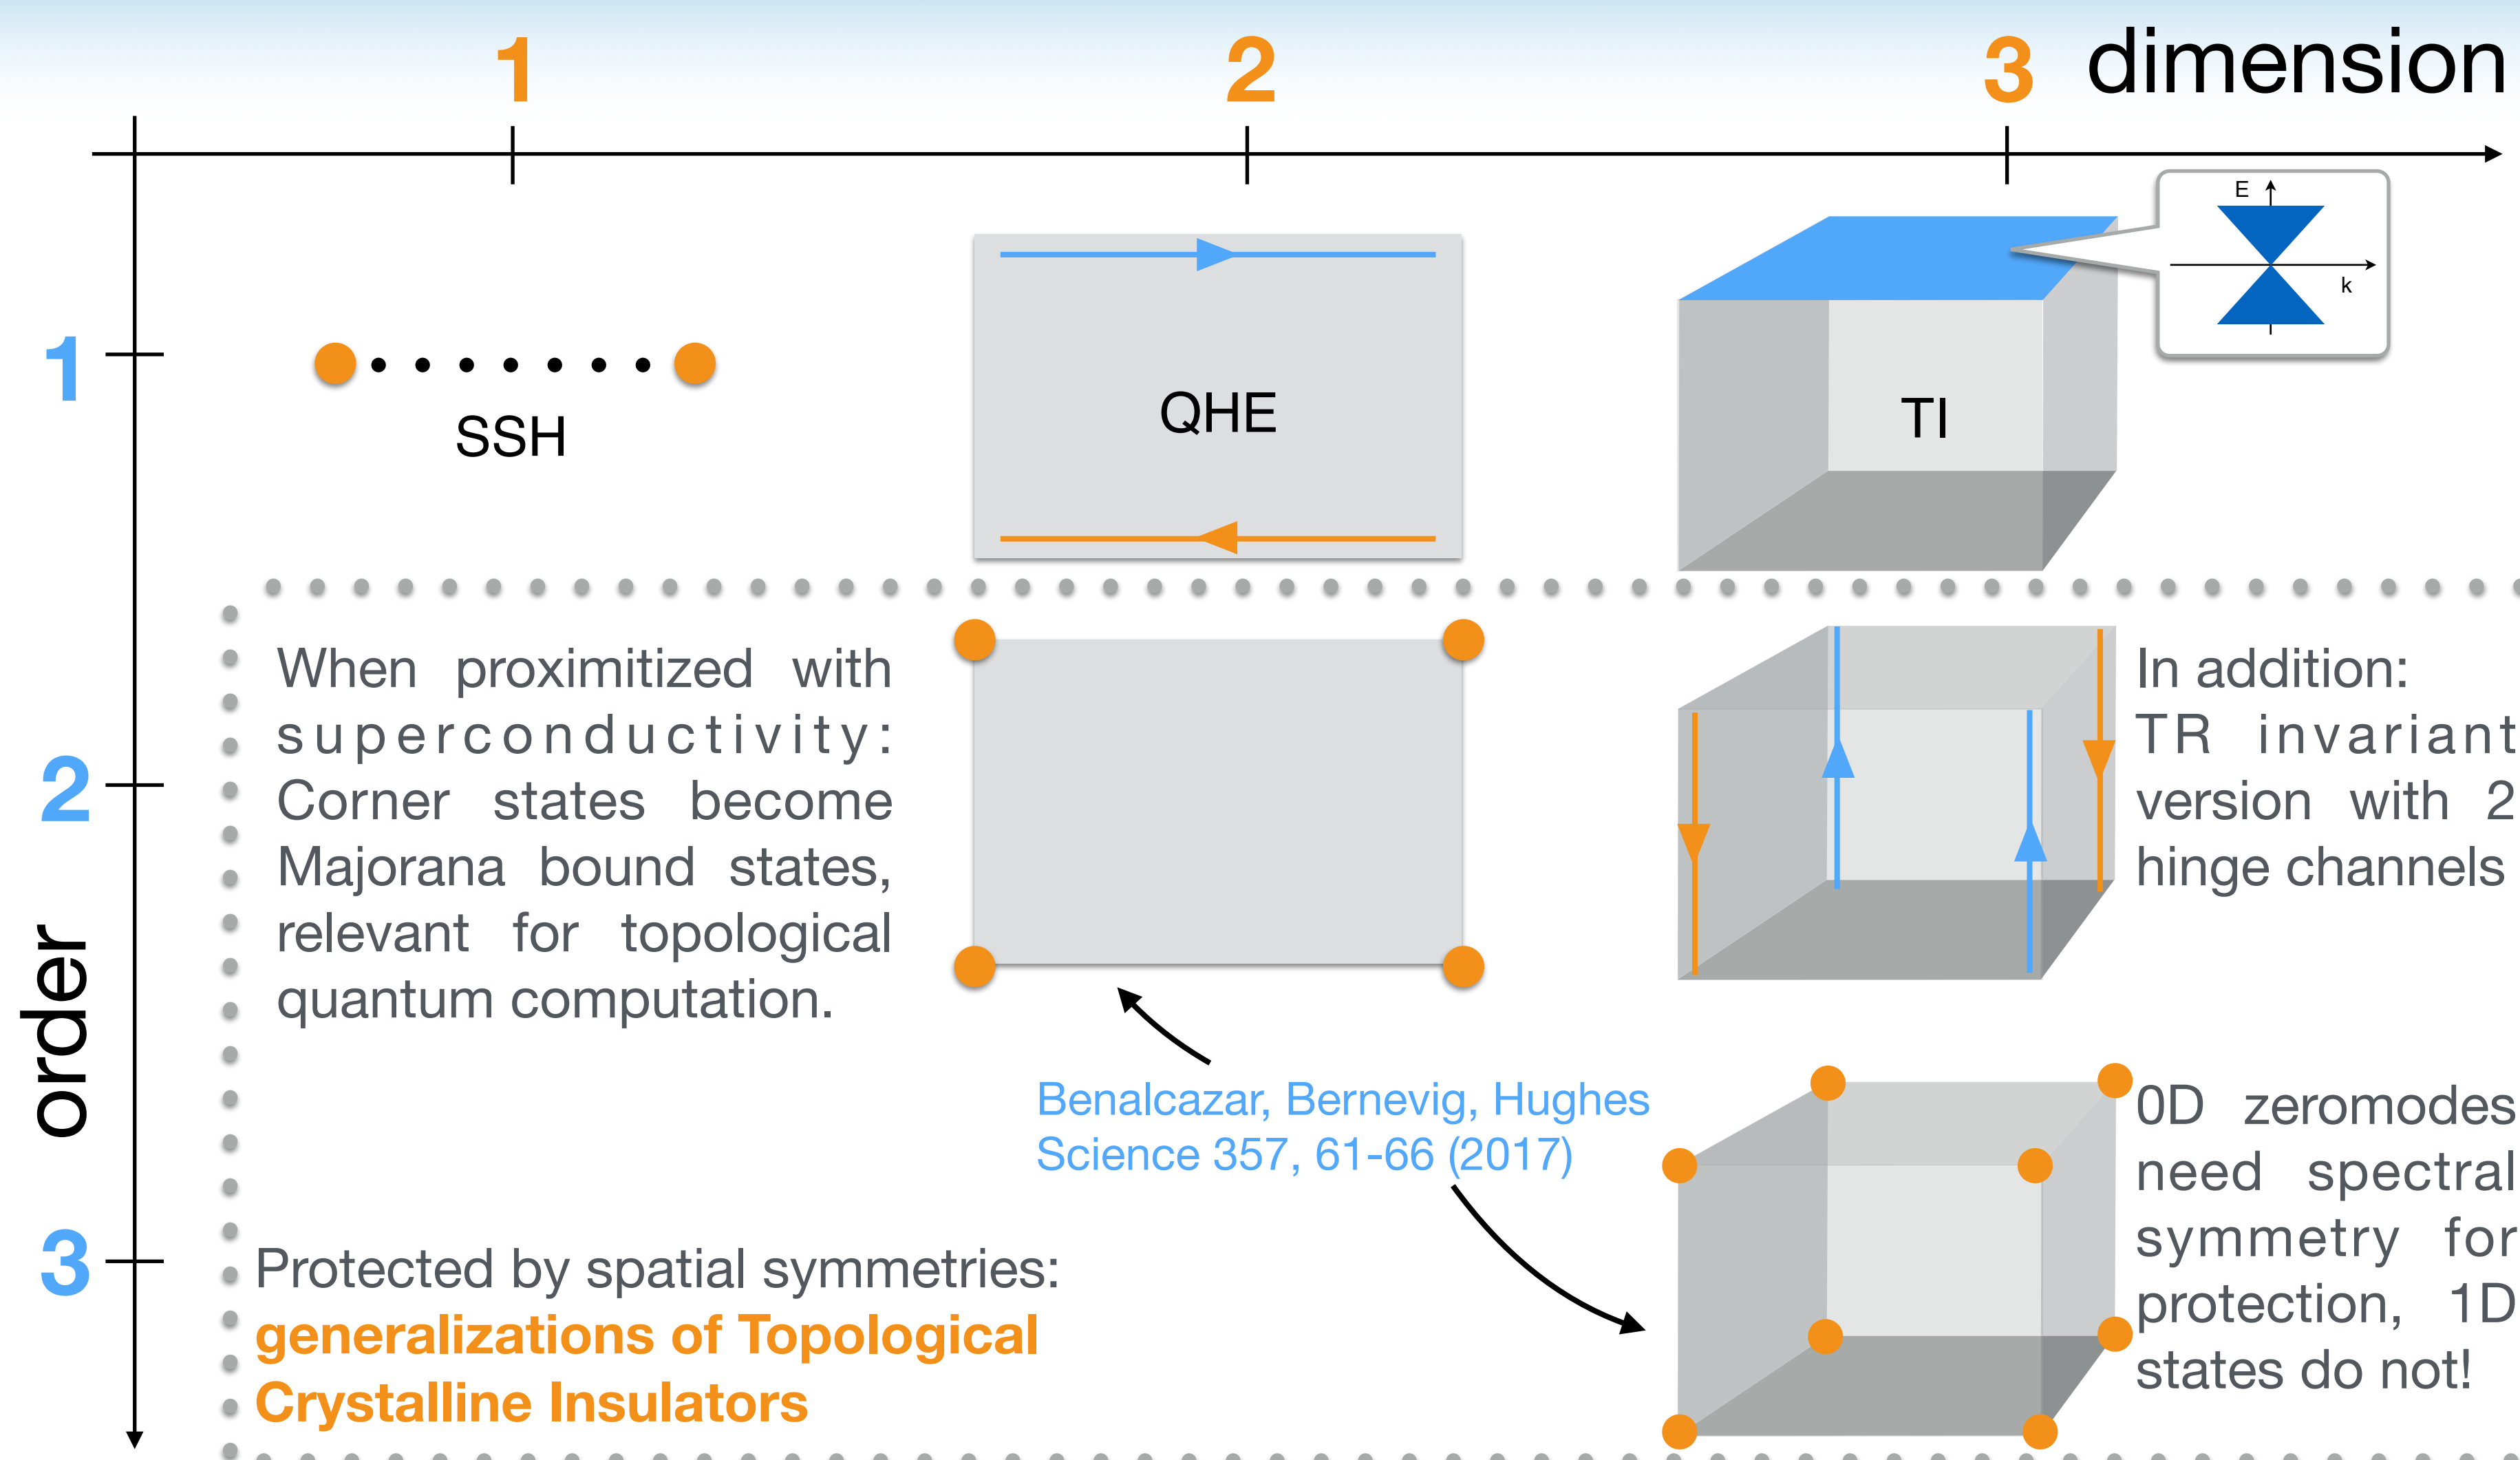 1 2 3 dimension
E
k
1
SSH
QHE
TI
2
order
3
When proximitized with
superconductivity:
Corner states become
Majorana bound states,
relevant for topological
quantum computation.
In addition:
TR invariant
version with 2
hinge channels
Benalcazar, Bernevig, Hughes
Science 357, 61-66 (2017)
0D zeromodes
need spectral
symmetry for
protection, 1D
states do not!
Protected by spatial symmetries:
generalizations of Topological
Crystalline Insulators